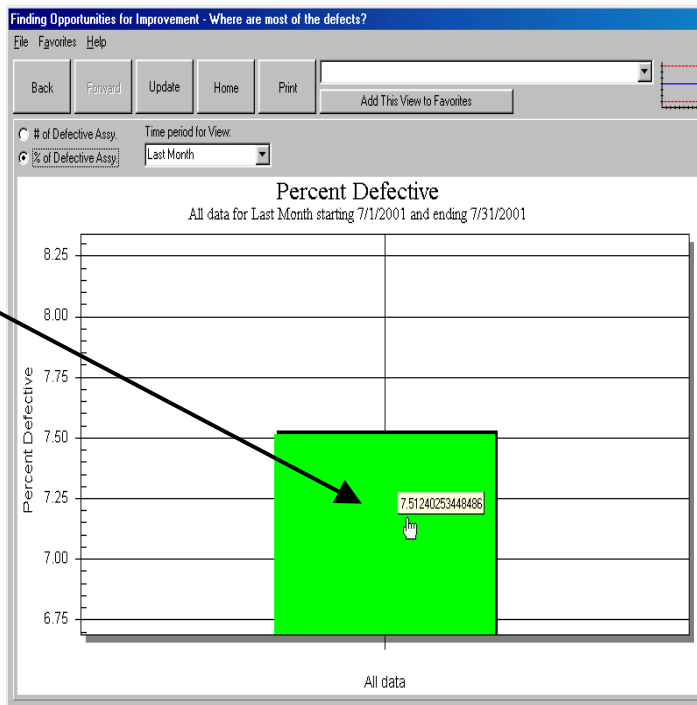 Finding Opportunities for Improvement - Where are most of the defects?
File Favorites Help
Back Forward Update Home Print
Add This View to Favorites
# of Defective Assy. Time period for View:
% of Defective Assy. Last Month
Percent Defective
All data for Last Month starting 7/1/2001 and ending 7/31/2001
8.25
8.00
7.75
7.50
7.25
7.00
6.75
Percent Defective
7.51240253448486
All data